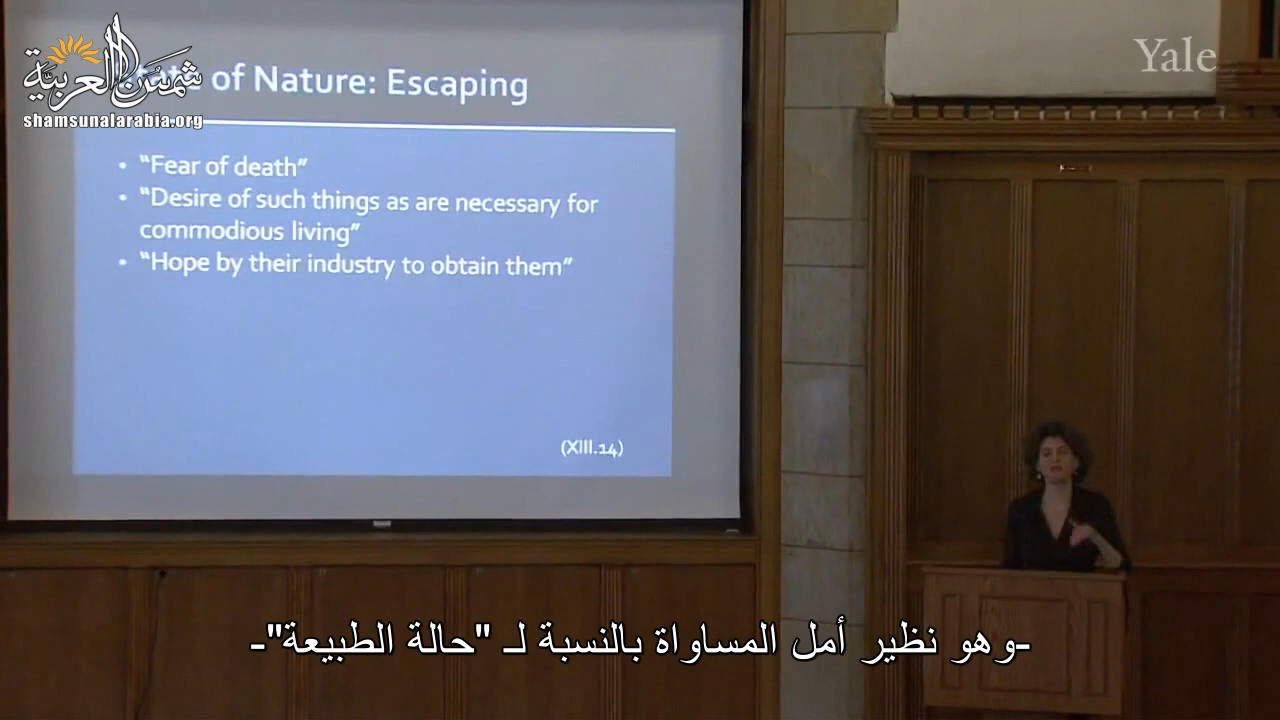 شمس العربية
shamsunalarabia.org
Yale
of Nature: Escaping
• “Fear of death”
• “Desire of such things as are necessary for
commodious living”
• “Hope by their industry to obtain them”
(XIII.14)
-وهو نظير أمل المساواة بالنسبة لـ "حالة الطبيعة"-